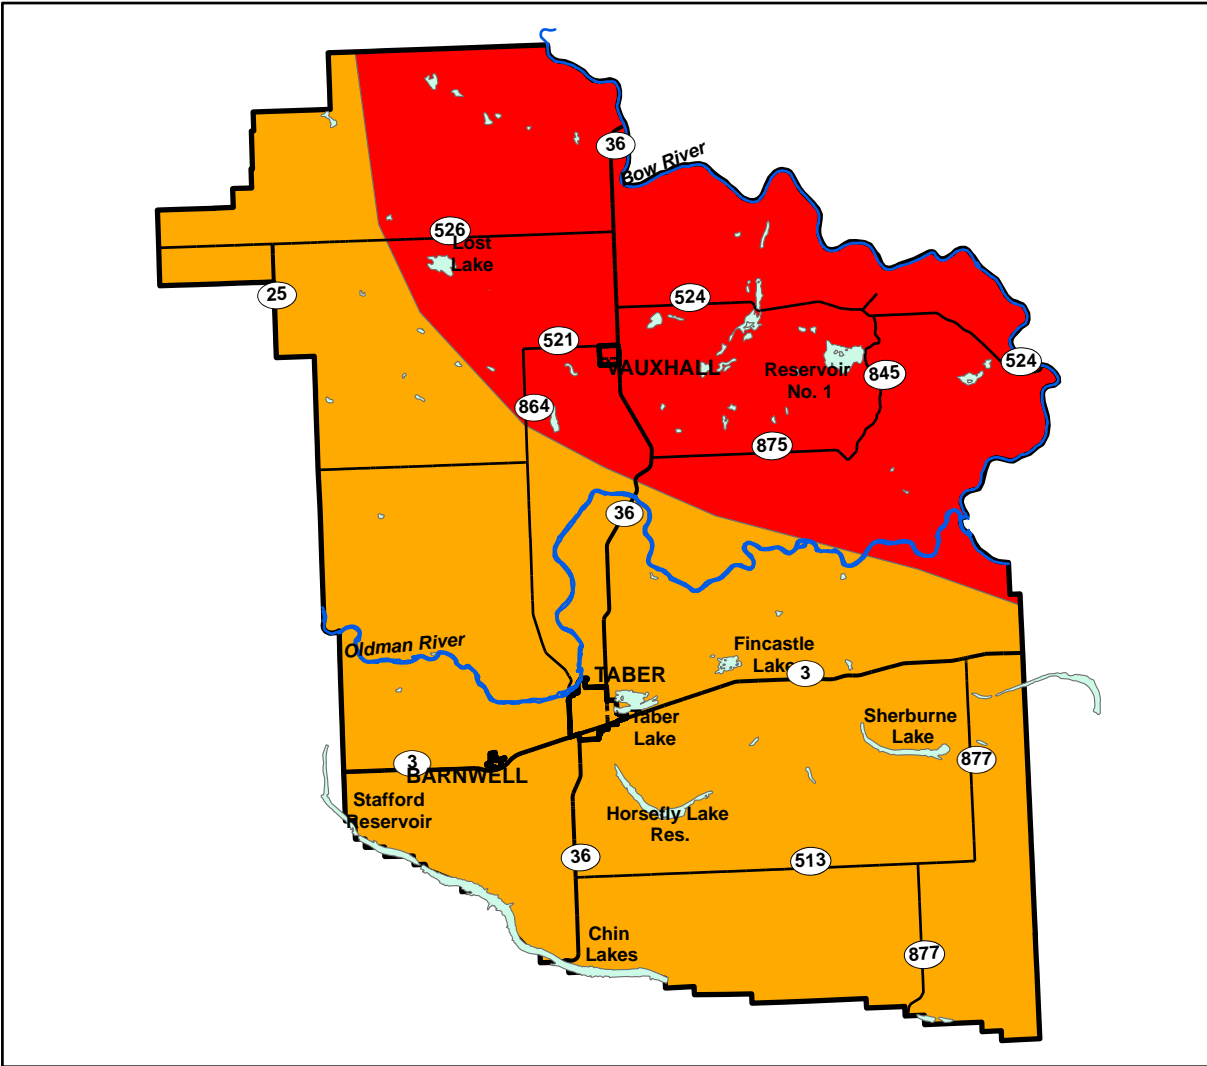 36
Bow River
526
Lost
Lake
25
524
521
VAUXHALL
Reservoir
No. 1
845
524
864
875
36
Oldman River
Fincastle
Lake
3
TABER
Taber
Lake
Sherburne
Lake
877
3
BARNWELL
Stafford
Reservoir
Horsefly Lake
Res.
36
513
Chin
Lakes
877